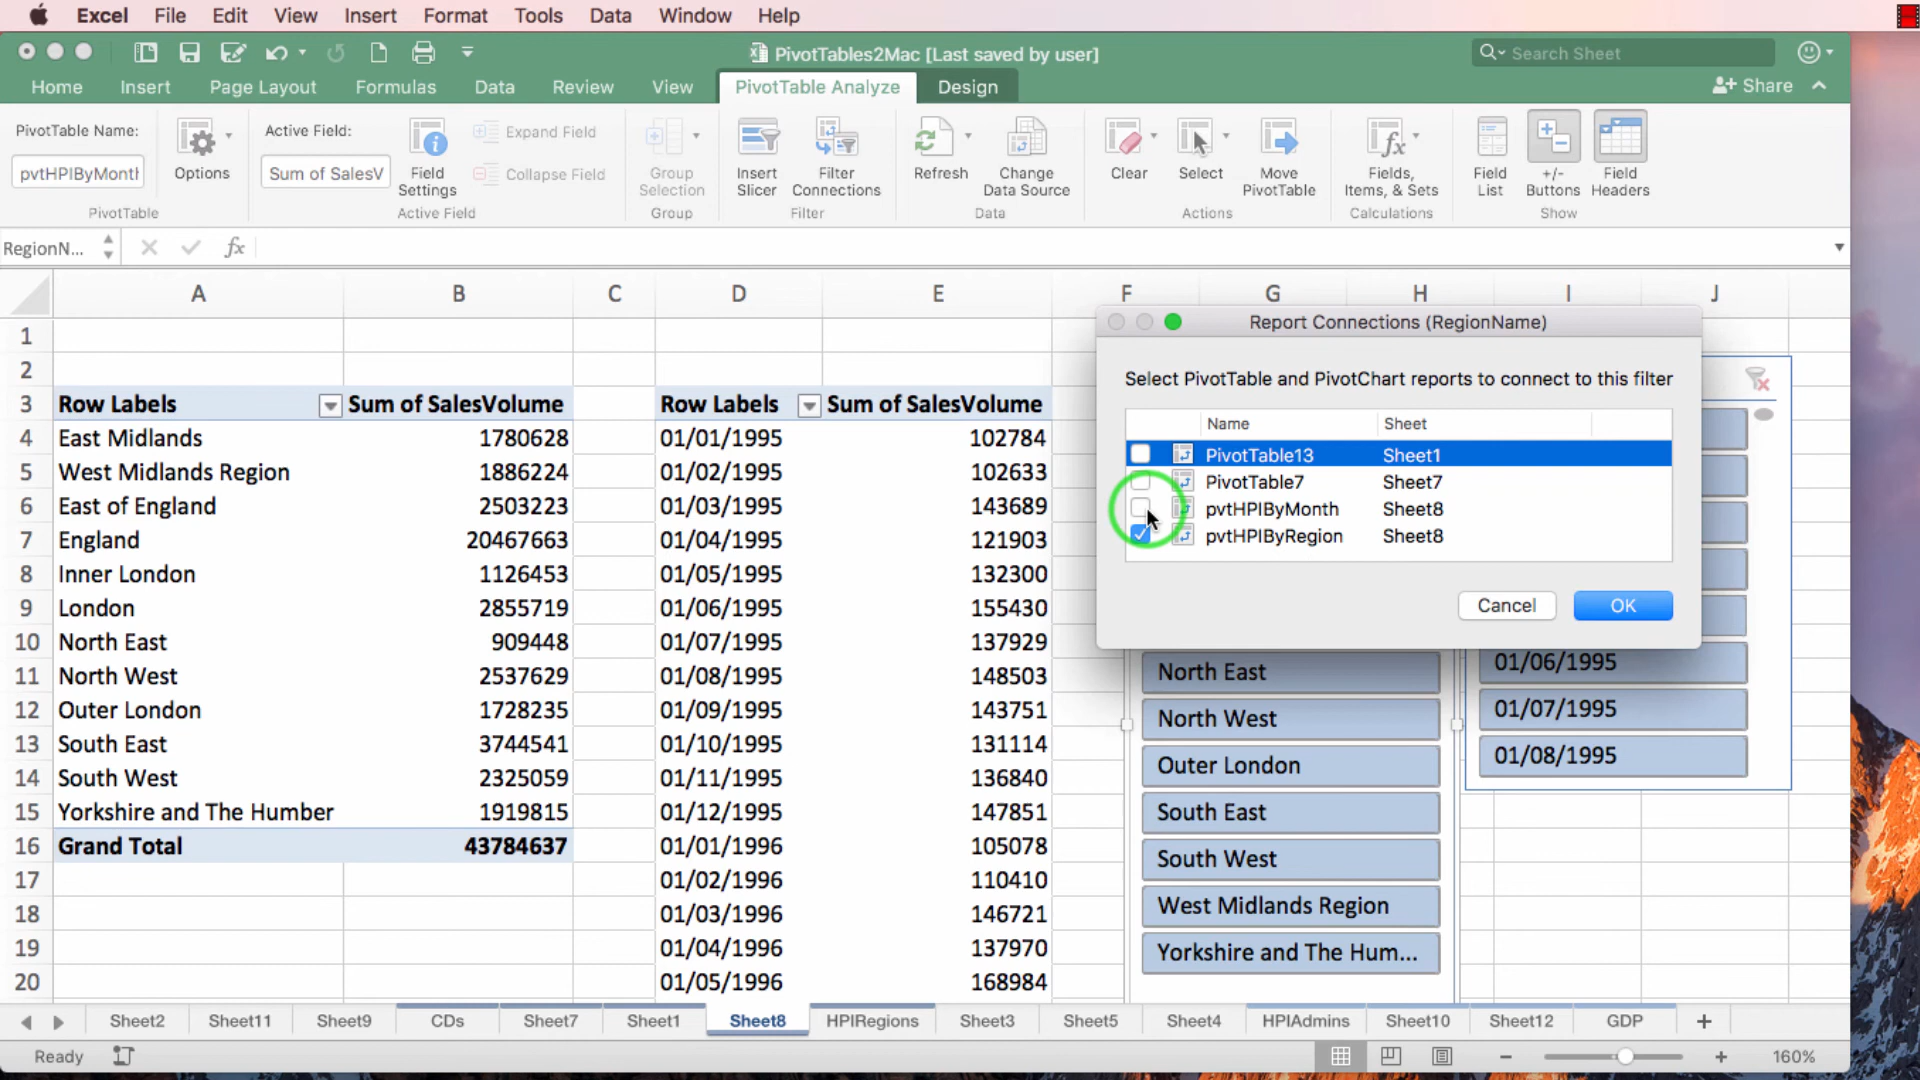 Excel File Edit View Insert Format Tools Data Window Help
PivotTables2Mac [Last saved by user]
Search Sheet
Home Insert Page Layout Formulas Data Review View PivotTable Analyze Design
Share
PivotTable Name:
pvtHPIByMonth
PivotTable
Options
Active Field:
Sum of SalesV
Field Settings
Expand Field
Collapse Field
Active Field
Group Selection
Group
Insert Slicer
Filter Connections
Filter
Refresh
Change Data Source
Data
Clear
Select
Move PivotTable
Actions
Fields, Items, & Sets
Calculations
Field List
+/- Buttons
Field Headers
Show
RegionN...
fx
A B C D E F G H I J
1
2
3 Row Labels Sum of SalesVolume Row Labels Sum of SalesVolume
4 East Midlands 1780628 01/01/1995 102784
5 West Midlands Region 1886224 01/02/1995 102633
6 East of England 2503223 01/03/1995 143689
7 England 20467663 01/04/1995 121903
8 Inner London 1126453 01/05/1995 132300
9 London 2855719 01/06/1995 155430
10 North East 909448 01/07/1995 137929
11 North West 2537629 01/08/1995 148503
12 Outer London 1728235 01/09/1995 143751
13 South East 3744541 01/10/1995 131114
14 South West 2325059 01/11/1995 136840
15 Yorkshire and The Humber 1919815 01/12/1995 147851
16 Grand Total 43784637 01/01/1996 105078
17 01/02/1996 110410
18 01/03/1996 146721
19 01/04/1996 137970
20 01/05/1996 168984
Report Connections (RegionName)
Select PivotTable and PivotChart reports to connect to this filter
Name Sheet
PivotTable13 Sheet1
PivotTable7 Sheet7
pvtHPIByMonth Sheet8
pvtHPIByRegion Sheet8
Cancel OK
North East
North West
Outer London
South East
South West
West Midlands Region
Yorkshire and The Hum...
01/06/1995
01/07/1995
01/08/1995
Sheet2 Sheet11 Sheet9 CDs Sheet7 Sheet1 Sheet8 HPIRegions Sheet3 Sheet5 Sheet4 HPIAdmins Sheet10 Sheet12 GDP +
Ready
160%